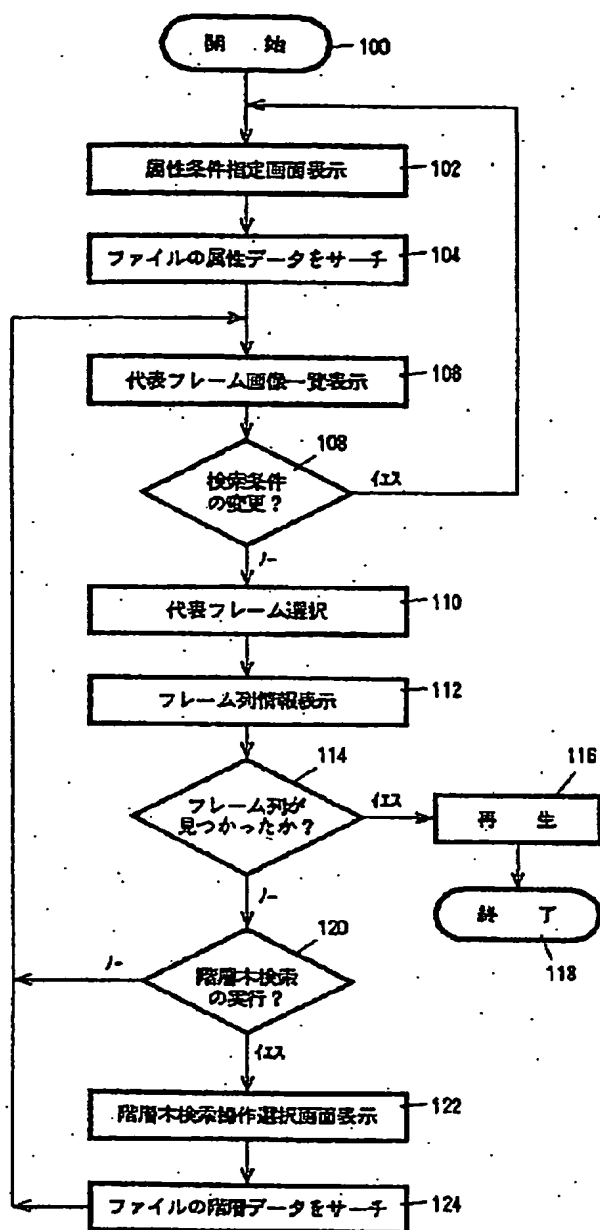 開 始
100
属性条件指定画面表示
102
ファイルの属性データをサーチ
104
代表フレーム画像一覧表示
106
108
検索条件
の変更?
イエス
ノー
代表フレーム選択
110
フレーム列情報表示
112
114
フレーム列が
見つかったか?
イエス
116
再 生
ノー
終 了
118
120
階層木検索
の実行?
ノー
イエス
階層木検索操作選択画面表示
122
ファイルの階層データをサーチ
124